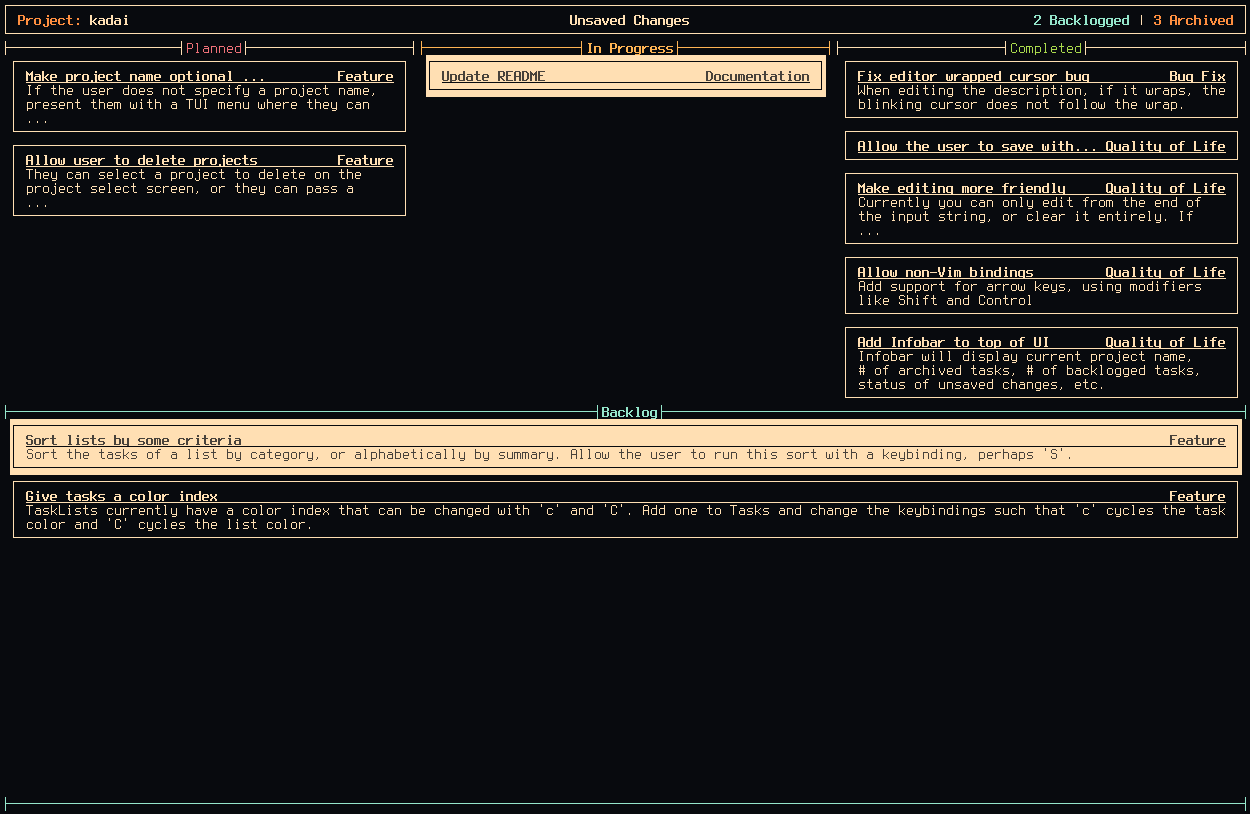 Project: kadai Unsaved Changes 2 Backlogged | 3 Archived
Planned
Make project name optional ... Feature
If the user does not specify a project name,
present them with a TUI menu where they can
...
Allow user to delete projects Feature
They can select a project to delete on the
project select screen, or they can pass a
...
In Progress
Update README Documentation
Completed
Fix editor wrapped cursor bug Bug Fix
When editing the description, if it wraps, the
blinking cursor does not follow the wrap.
Allow the user to save with... Quality of Life
Make editing more friendly Quality of Life
Currently you can only edit from the end of
the input string, or clear it entirely. If
...
Allow non-Vim bindings Quality of Life
Add support for arrow keys, using modifiers
like Shift and Control
Add Infobar to top of UI Quality of Life
Infobar will display current project name,
# of archived tasks, # of backlogged tasks,
status of unsaved changes, etc.
Backlog
Sort lists by some criteria Feature
Sort the tasks of a list by category, or alphabetically by summary. Allow the user to run this sort with a keybinding, perhaps 'S'.
Give tasks a color index Feature
TaskLists currently have a color index that can be changed with 'c' and 'C'. Add one to Tasks and change the keybindings such that 'c' cycles the task
color and 'C' cycles the list color.